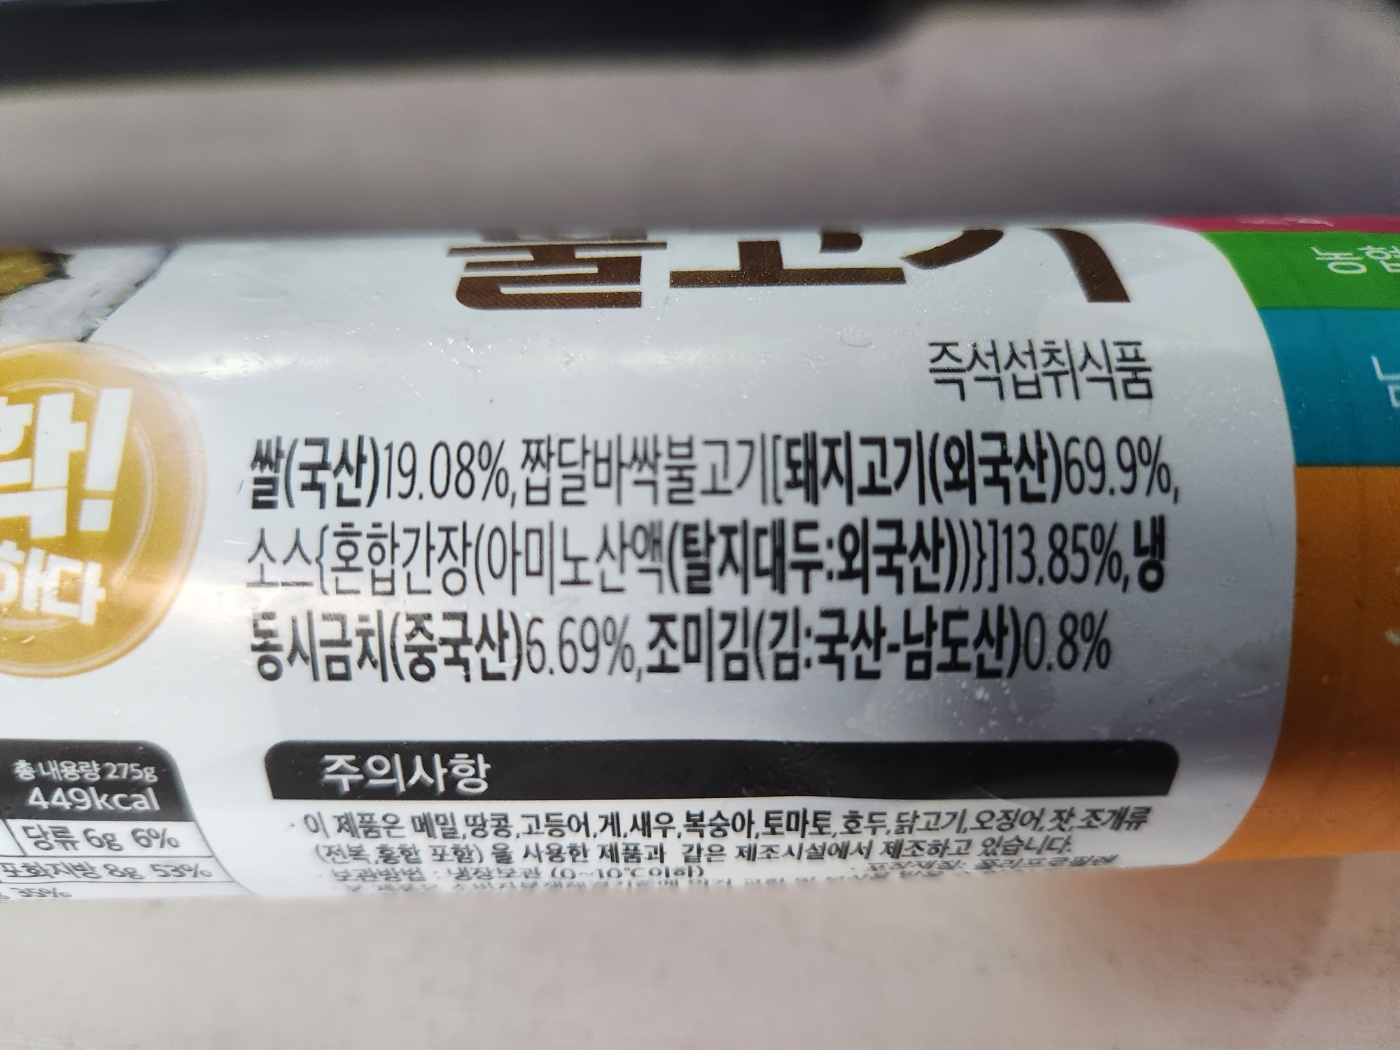 불고기
즉석섭취식품
쌀(국산)19.08%,짭달바싹불고기[돼지고기(외국산)69.9%,
소스{혼합간장(아미노산액(탈지대두:외국산))}]13.85%,냉
동시금치(중국산)6.69%,조미김(김:국산-남도산)0.8%
하다
총 내용량 275g
449kcal
당류 6g 6%
포화지방 8g 53%
35%
주의사항
· 이 제품은 메밀,땅콩,고등어,게,새우,복숭아,토마토,호두,닭고기,오징어,잣,조개류
(전복,홍합 포함) 을 사용한 제품과 같은 제조시설에서 제조하고 있습니다.
· 보관방법 : 냉장보관 (0~10℃이하)
농협